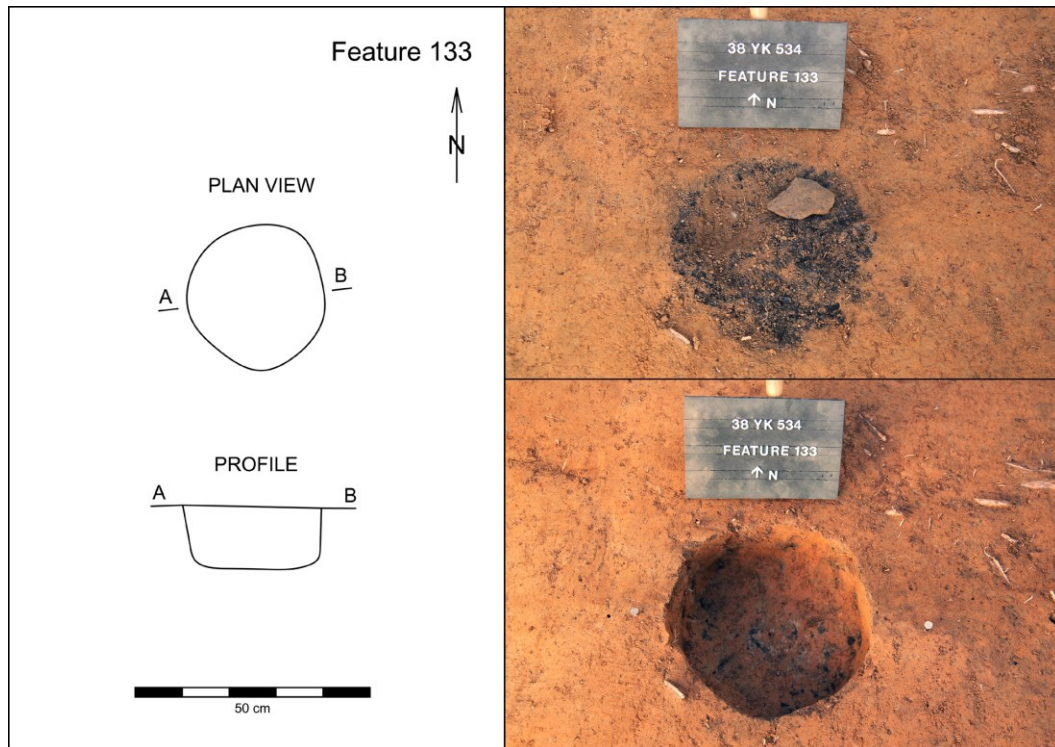 Feature 133
N
PLAN VIEW
A
B
PROFILE
A
B
50 cm
38 YK 534
FEATURE 133
↑ N
38 YK 534
FEATURE 133
↑ N